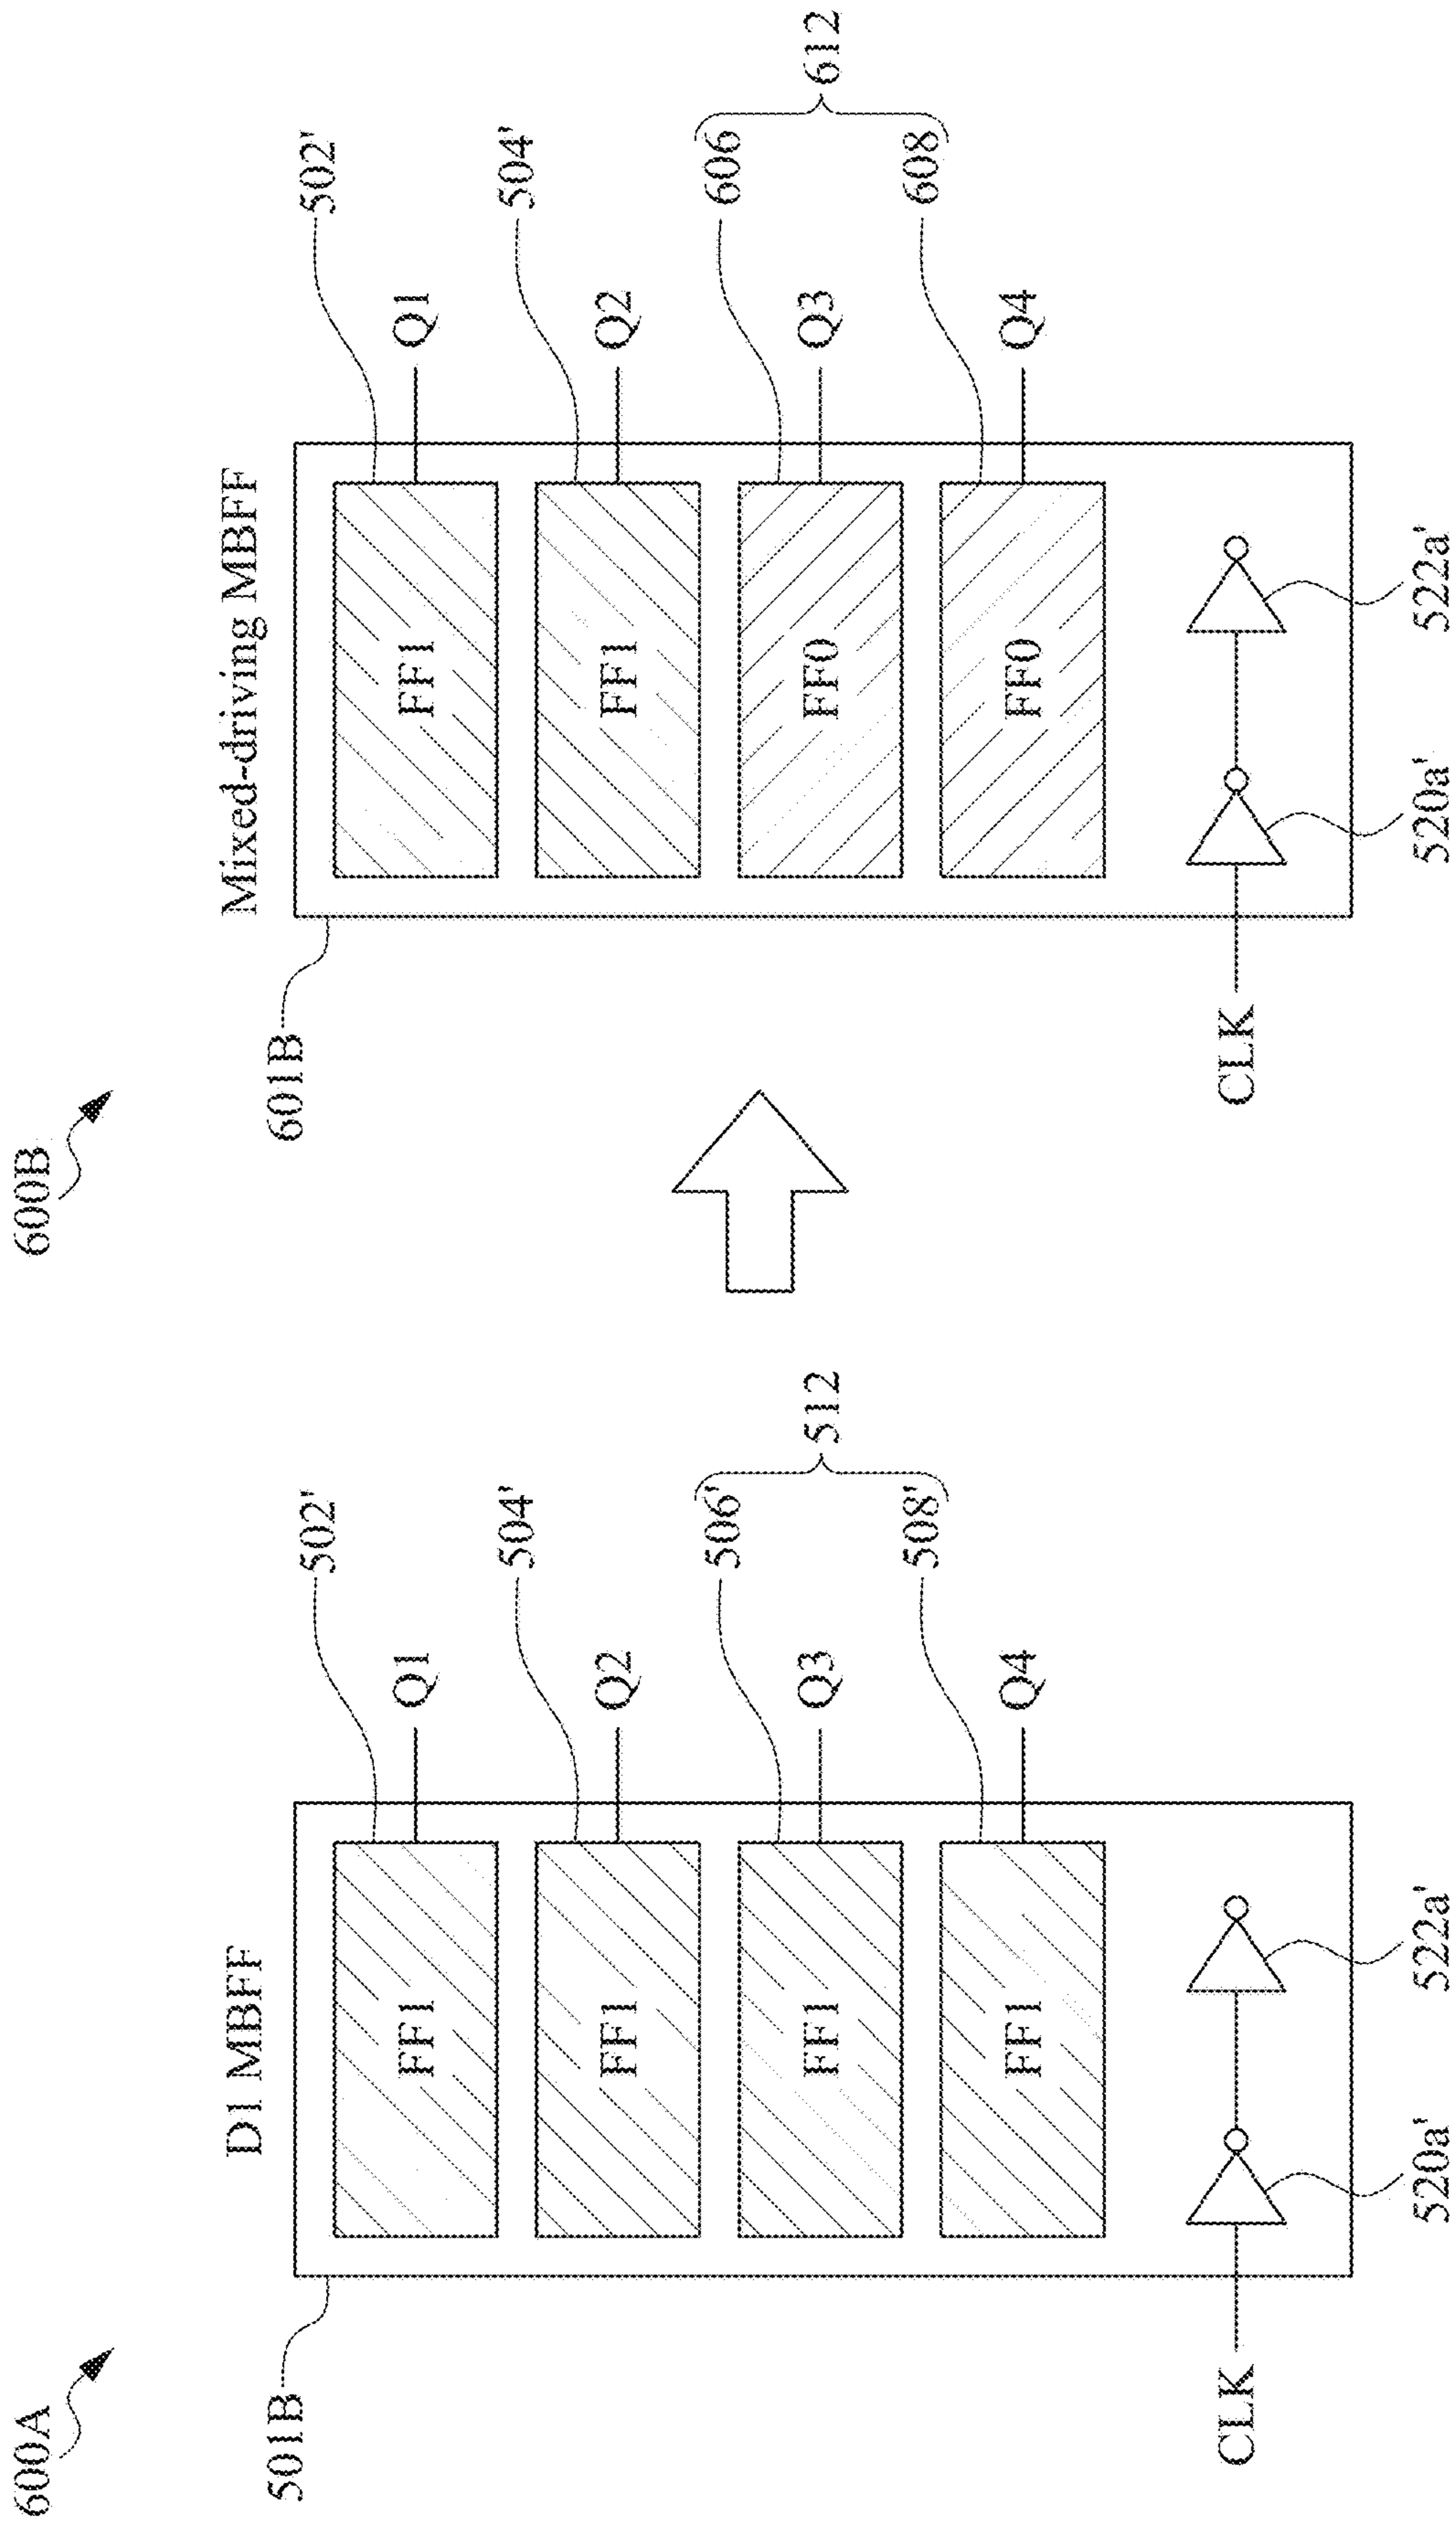 600A
D1 MBFF
501B
FF1
Q1
502'
FF1
Q2
504'
FF1
Q3
506'
FF1
Q4
508'
512
CLK
520a'
522a'
600B
Mixed-driving MBFF
601B
FF1
Q1
502'
FF1
Q2
504'
FF0
Q3
606
FF0
Q4
608
612
CLK
520a'
522a'